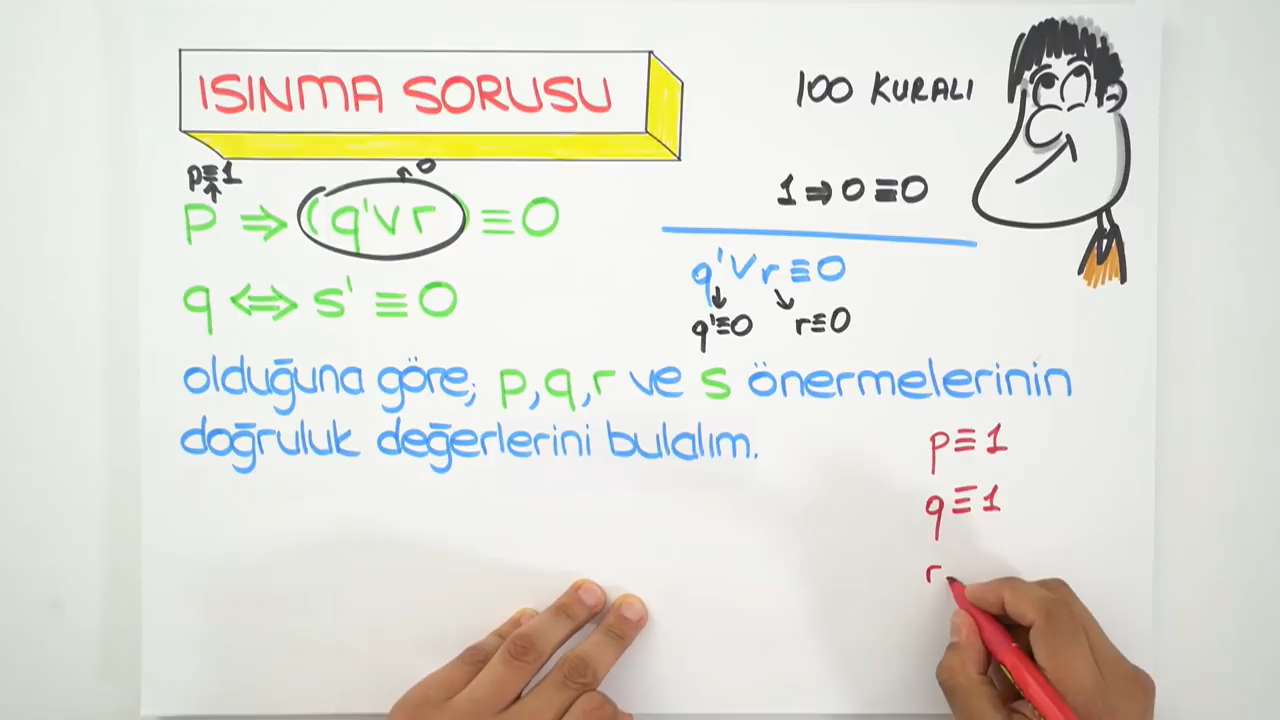 ISINMA SORUSU
100 KURALI
p≡1
0
1⇒0≡0
p ⇒ (q'∨r) ≡0
q ⇔ s' ≡0
q'∨r≡0
q'≡0 r≡0
olduğuna göre; p,q,r ve s önermelerinin
doğruluk değerlerini bulalım.
p≡1
q≡1
r